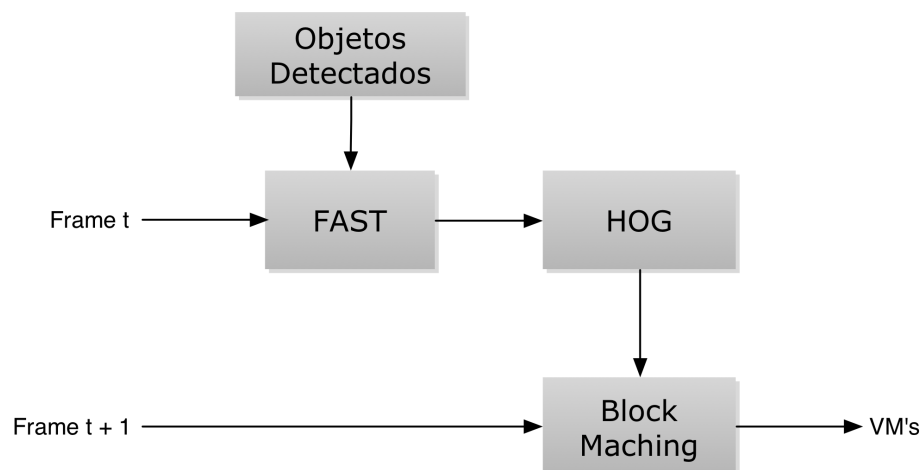 Objetos
Detectados
Frame t
FAST
HOG
Frame t + 1
Block
Maching
VM's